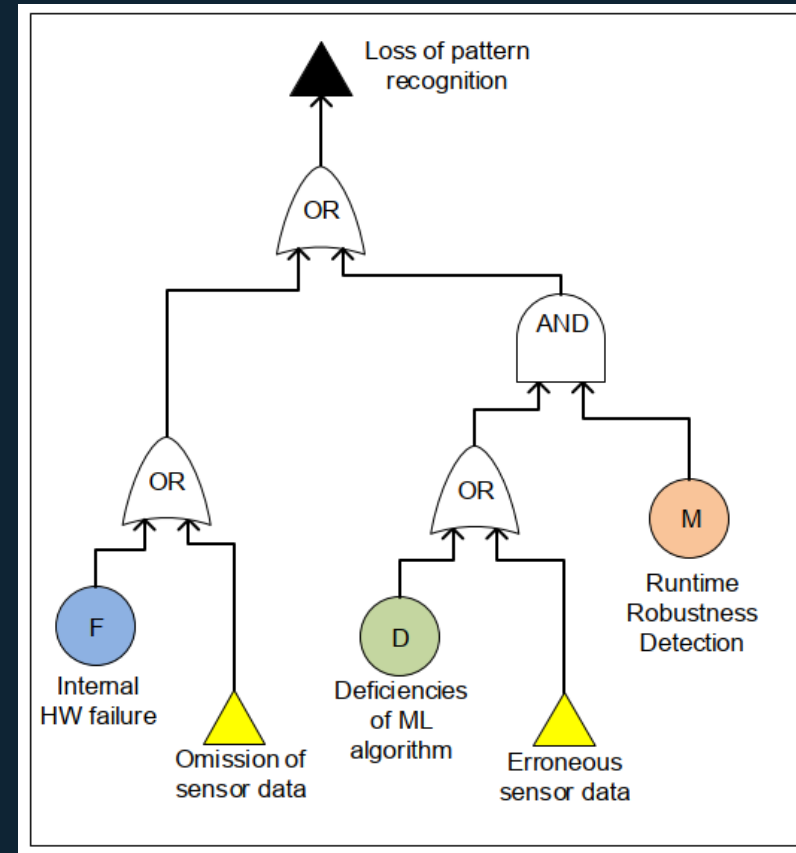 Loss of pattern
recognition
OR
AND
OR
OR
M
Runtime
Robustness
Detection
F
Internal
HW failure
D
Deficiencies
of ML
algorithm
Omission of
sensor data
Erroneous
sensor data